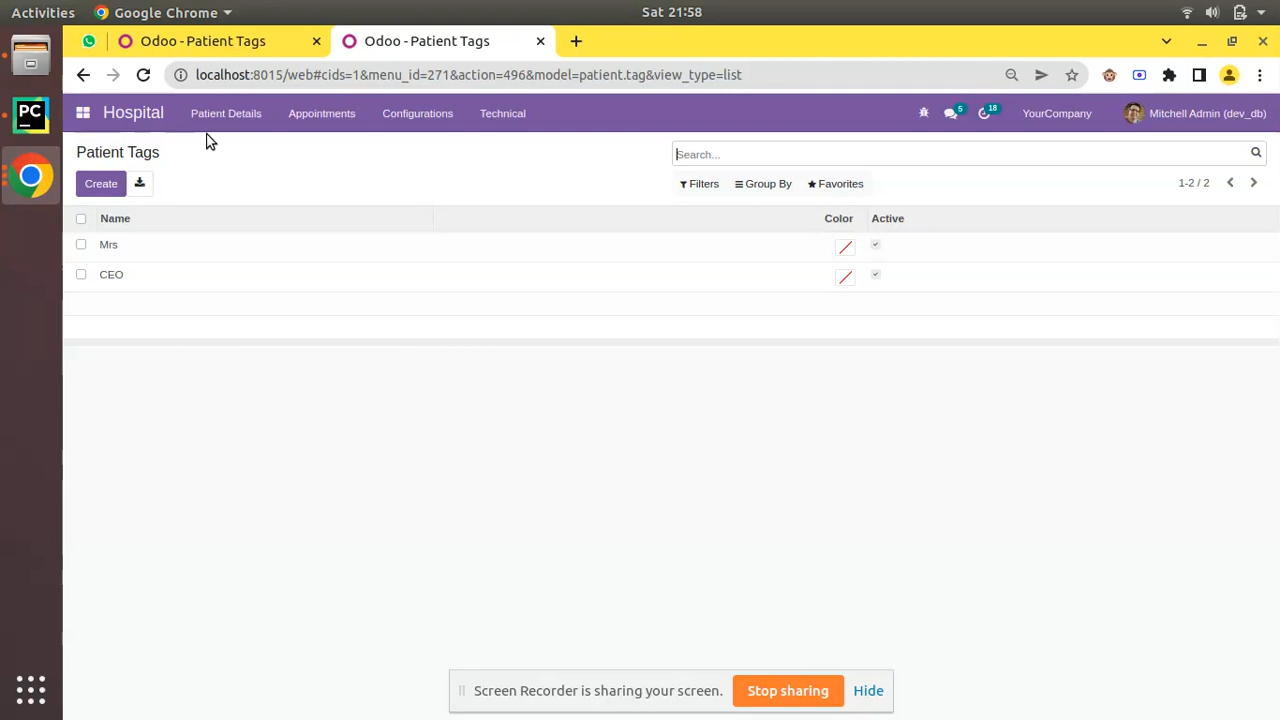 Activities
Google Chrome
Sat 21:58
Odoo - Patient Tags
Odoo - Patient Tags
localhost:8015/web#cids=1&menu_id=271&action=496&model=patient.tag&view_type=list
Hospital
Patient Details
Appointments
Configurations
Technical
5
18
YourCompany
Mitchell Admin (dev_db)
Patient Tags
Search...
Create
Filters
Group By
Favorites
1-2 / 2
Name
Color
Active
Mrs
CEO
PC
Screen Recorder is sharing your screen.
Stop sharing
Hide